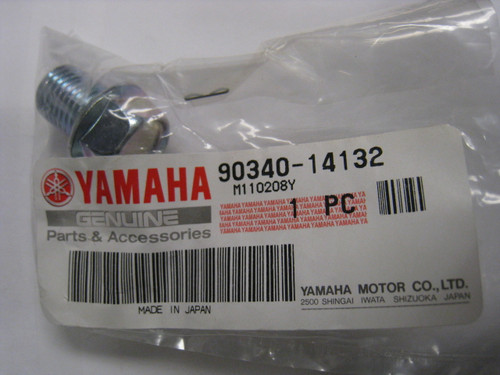 YAMAHA
GENUINE
Parts & Accessories
90340-14132
M110208Y
1 PC
MADE IN JAPAN
YAMAHA MOTOR CO.,LTD.
2500 SHINGAI IWATA SHIZUOKA JAPAN